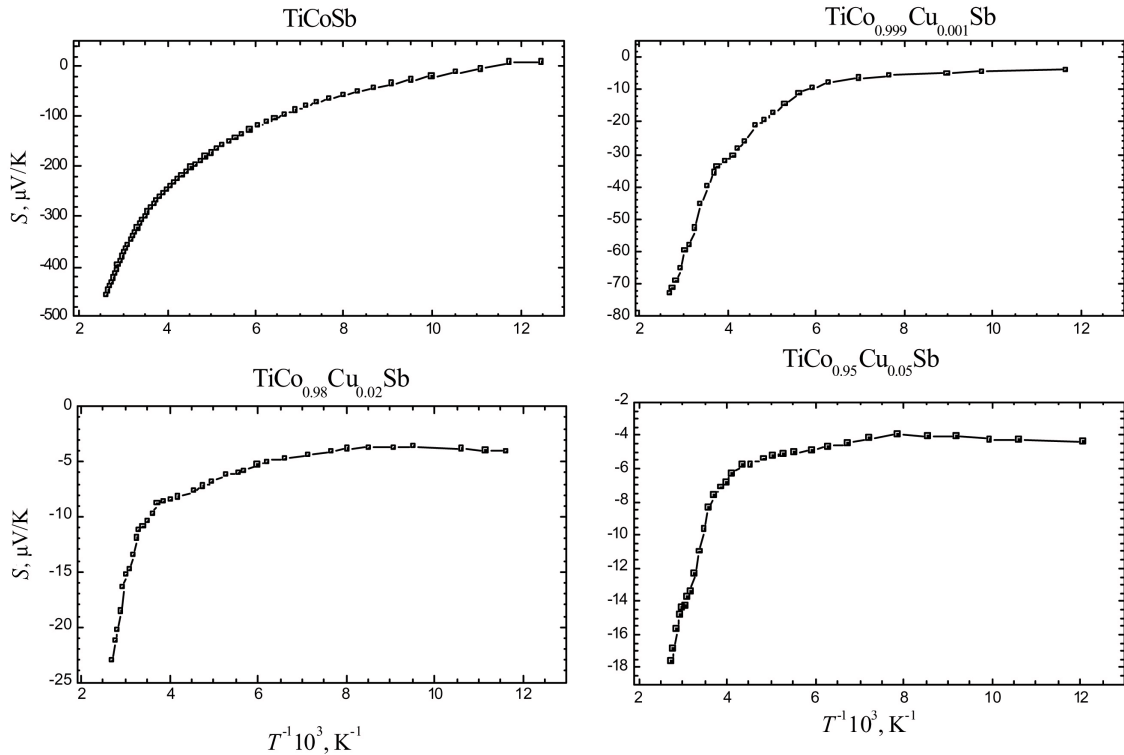 TiCoSb
0
-100
-200
-300
-400
-500
S, µV/K
2 4 6 8 10 12
TiCo0.999Cu0.001Sb
0
-10
-20
-30
-40
-50
-60
-70
-80
2 4 6 8 10 12
TiCo0.98Cu0.02Sb
0
-5
-10
-15
-20
-25
S, µV/K
2 4 6 8 10 12
T-1 10³, K-1
TiCo0.95Cu0.05Sb
-2
-4
-6
-8
-10
-12
-14
-16
-18
2 4 6 8 10 12
T-1 10³, K-1